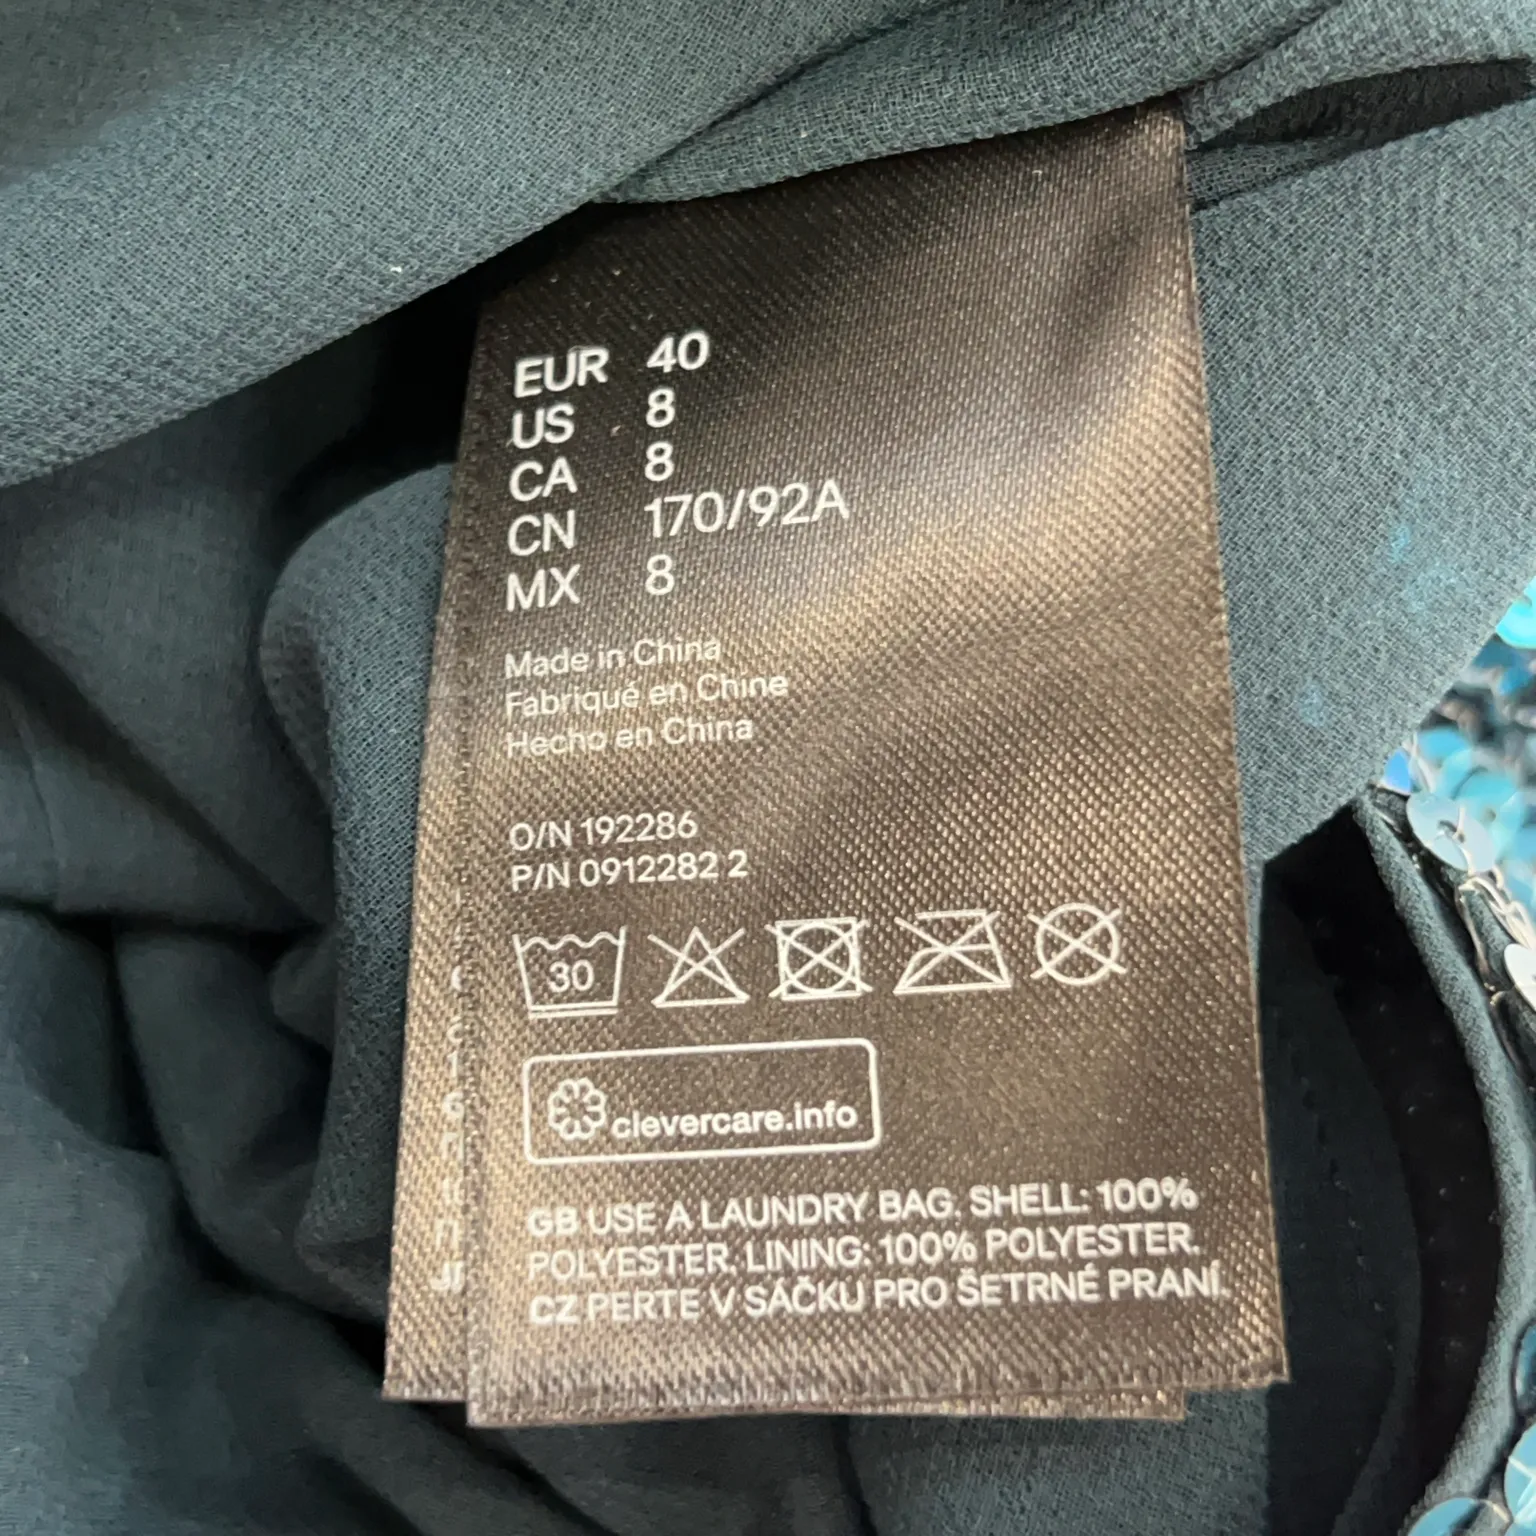 EUR 40
US 8
CA 8
CN 170/92A
MX 8
Made in China
Fabriqué en Chine
Hecho en China
O/N 192286
P/N 0912282 2
30
clevercare.info
GB USE A LAUNDRY BAG. SHELL: 100%
POLYESTER. LINING: 100% POLYESTER.
CZ PERTE V SÁČKU PRO ŠETRNÉ PRANÍ.